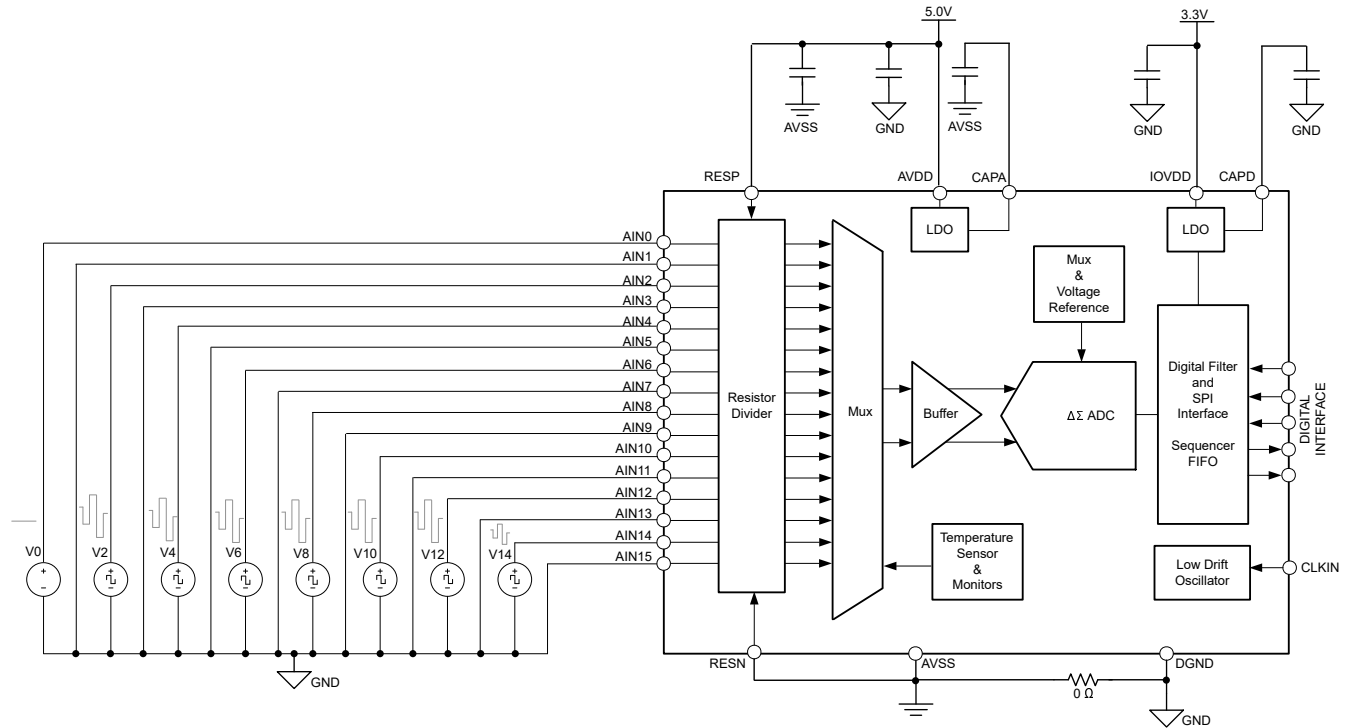 5.0V
3.3V
AVSS
GND
AVSS
GND
GND
RESP
AVDD
CAPA
IOVDD
CAPD
LDO
LDO
AIN0
AIN1
AIN2
AIN3
AIN4
AIN5
AIN6
AIN7
AIN8
AIN9
AIN10
AIN11
AIN12
AIN13
AIN14
AIN15
Mux
&
Voltage
Reference
Resistor
Divider
Mux
Buffer
ΔΣ ADC
Digital Filter
and
SPI
Interface
Sequencer
FIFO
DIGITAL
INTERFACE
V0
V2
V4
V6
V8
V10
V12
V14
Temperature
Sensor
&
Monitors
Low Drift
Oscillator
CLKIN
GND
RESN
AVSS
DGND
0 Ω
GND